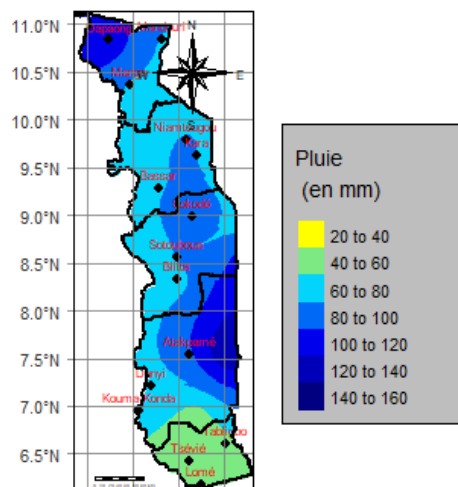 11.0°N
10.5°N
10.0°N
9.5°N
9.0°N
8.5°N
8.0°N
7.5°N
7.0°N
6.5°N
N
E
S
Dapaong
Mandouri
Niamtougou
Kara
Bassar
Sokodé
Sotouboua
Blitta
Atakpamé
Danyi
Kouma Konda
Tabligbo
Tsévié
Lomé
Pluie
(en mm)
20 to 40
40 to 60
60 to 80
80 to 100
100 to 120
120 to 140
140 to 160